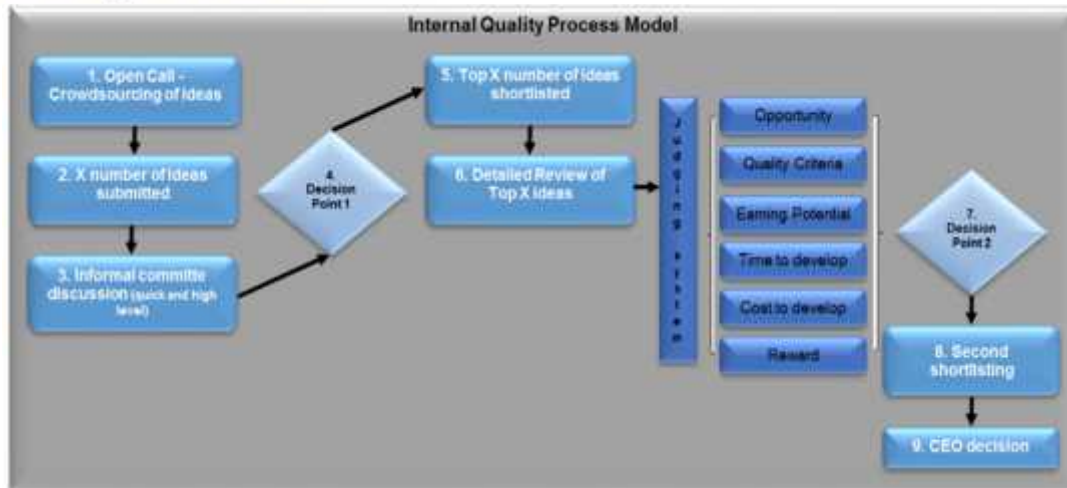 Internal Quality Process Model
1. Open Call -
Crowdsourcing of ideas
2. X number of ideas
submitted
3. Informal committe
discussion (quick and high
level)
4.
Decision
Point 1
5. Top X number of ideas
shortlisted
6. Detailed Review of
Top X ideas
Judging system
Opportunity
Quality Criteria
Earning Potential
Time to develop
Cost to develop
Reward
7.
Decision
Point 2
8. Second
shortlisting
9. CEO decision